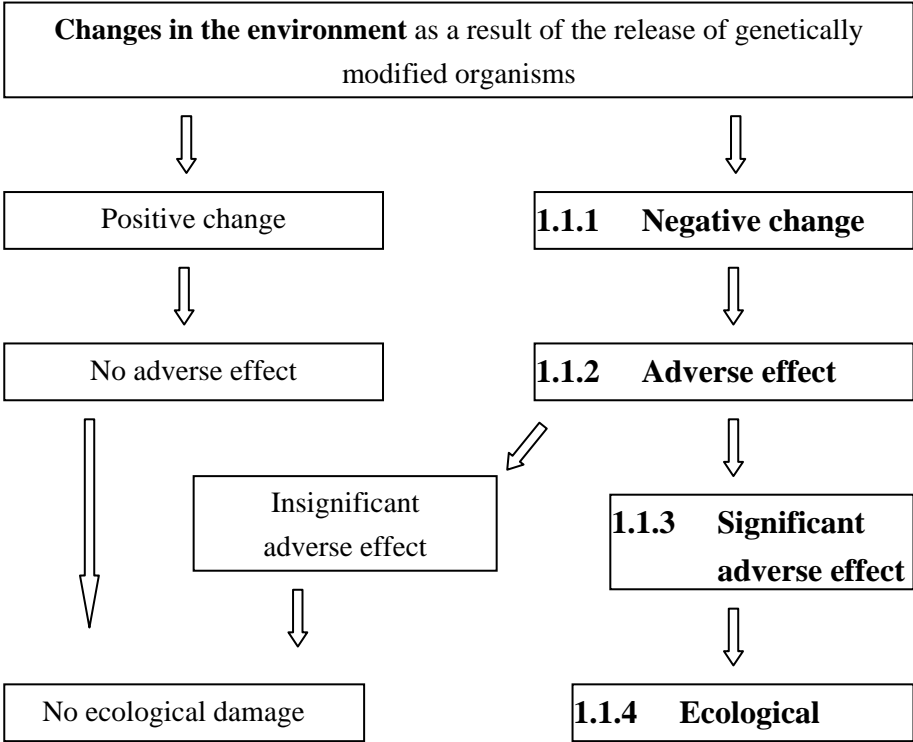 Changes in the environment as a result of the release of genetically
modified organisms
Positive change
1.1.1 Negative change
No adverse effect
1.1.2 Adverse effect
Insignificant
adverse effect
1.1.3 Significant
adverse effect
No ecological damage
1.1.4 Ecological